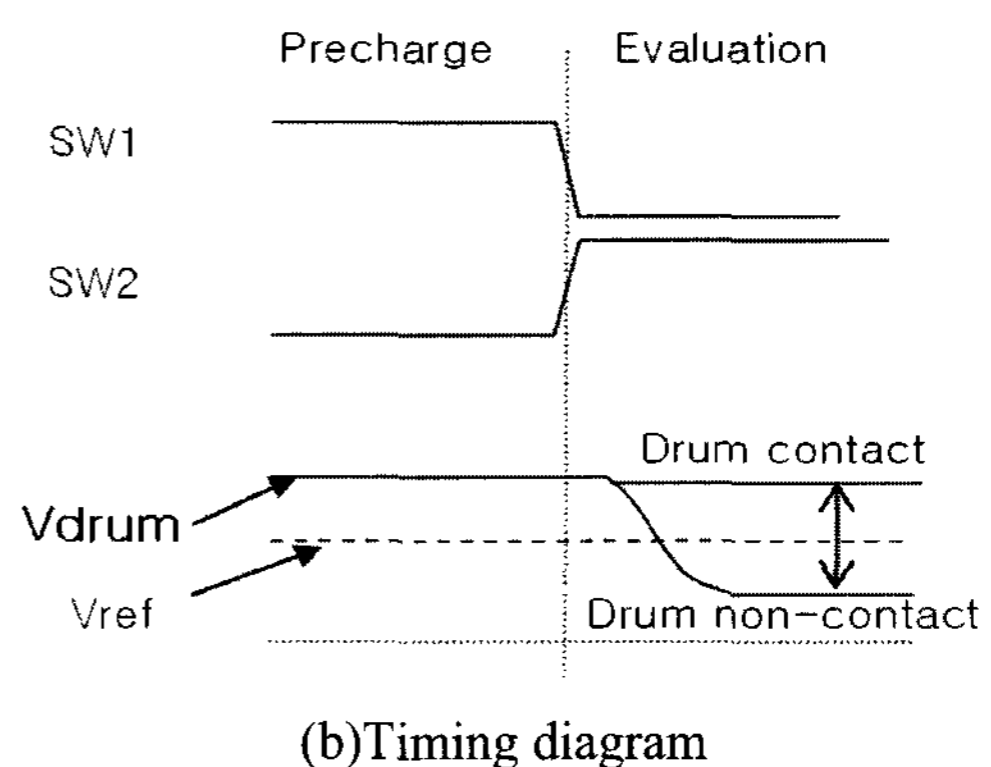 Precharge Evaluation
SW1
SW2
Drum contact
Vdrum
Vref
Drum non-contact
(b)Timing diagram